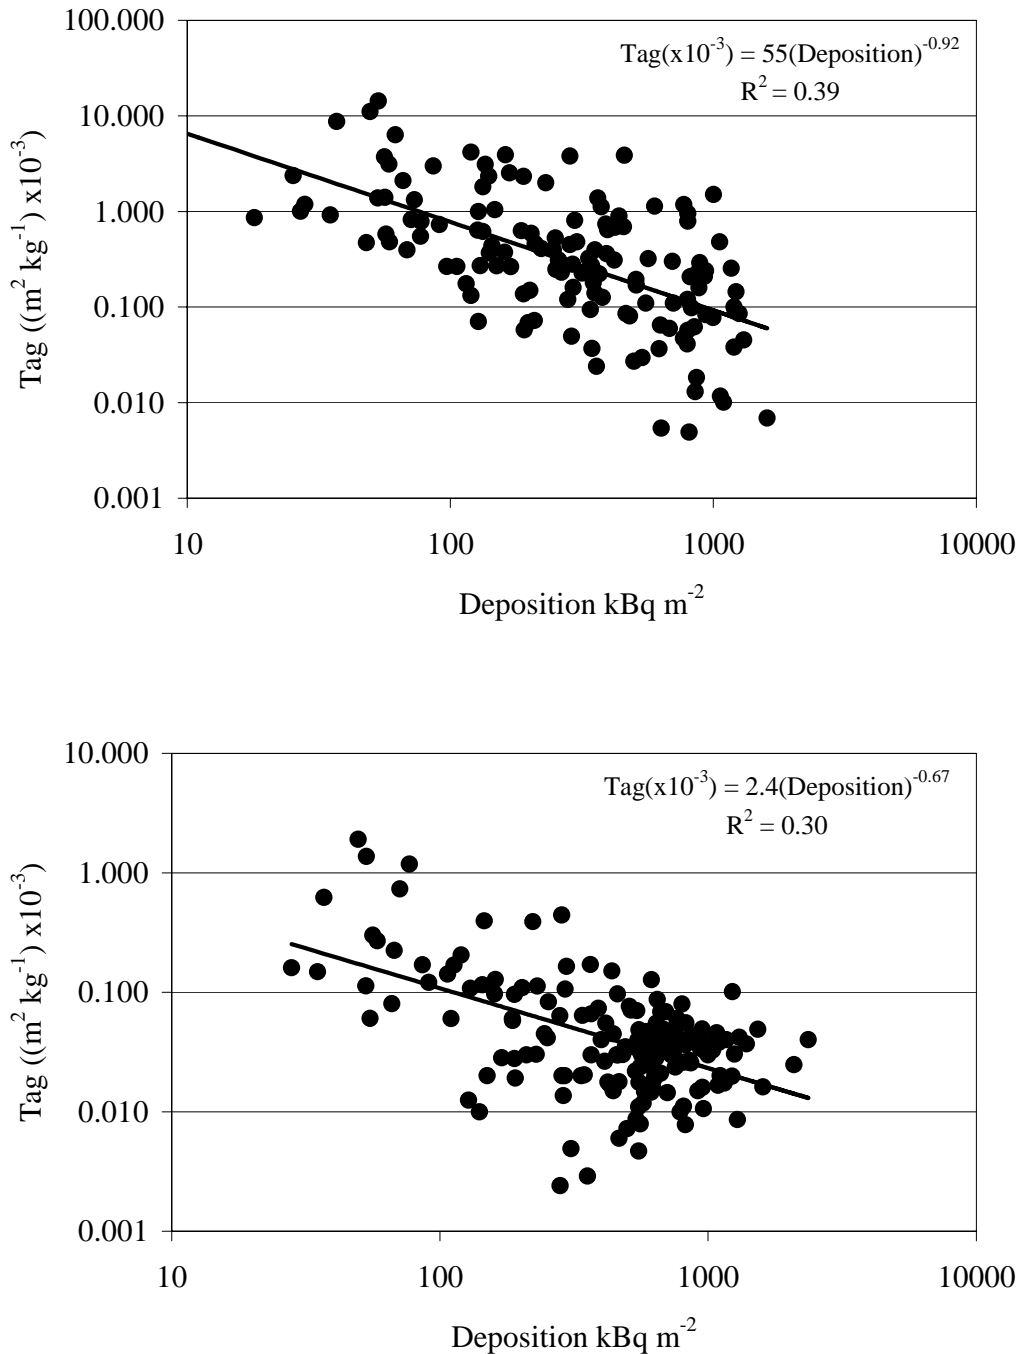 100.000
Tag(x10⁻³) = 55(Deposition)⁻⁰·⁹²
R² = 0.39
10.000
1.000
0.100
0.010
0.001
Tag ((m² kg⁻¹) x10⁻³)
10 100 1000 10000
Deposition kBq m⁻²
10.000
Tag(x10⁻³) = 2.4(Deposition)⁻⁰·⁶⁷
R² = 0.30
1.000
0.100
0.010
0.001
Tag ((m² kg⁻¹) x10⁻³)
10 100 1000 10000
Deposition kBq m⁻²